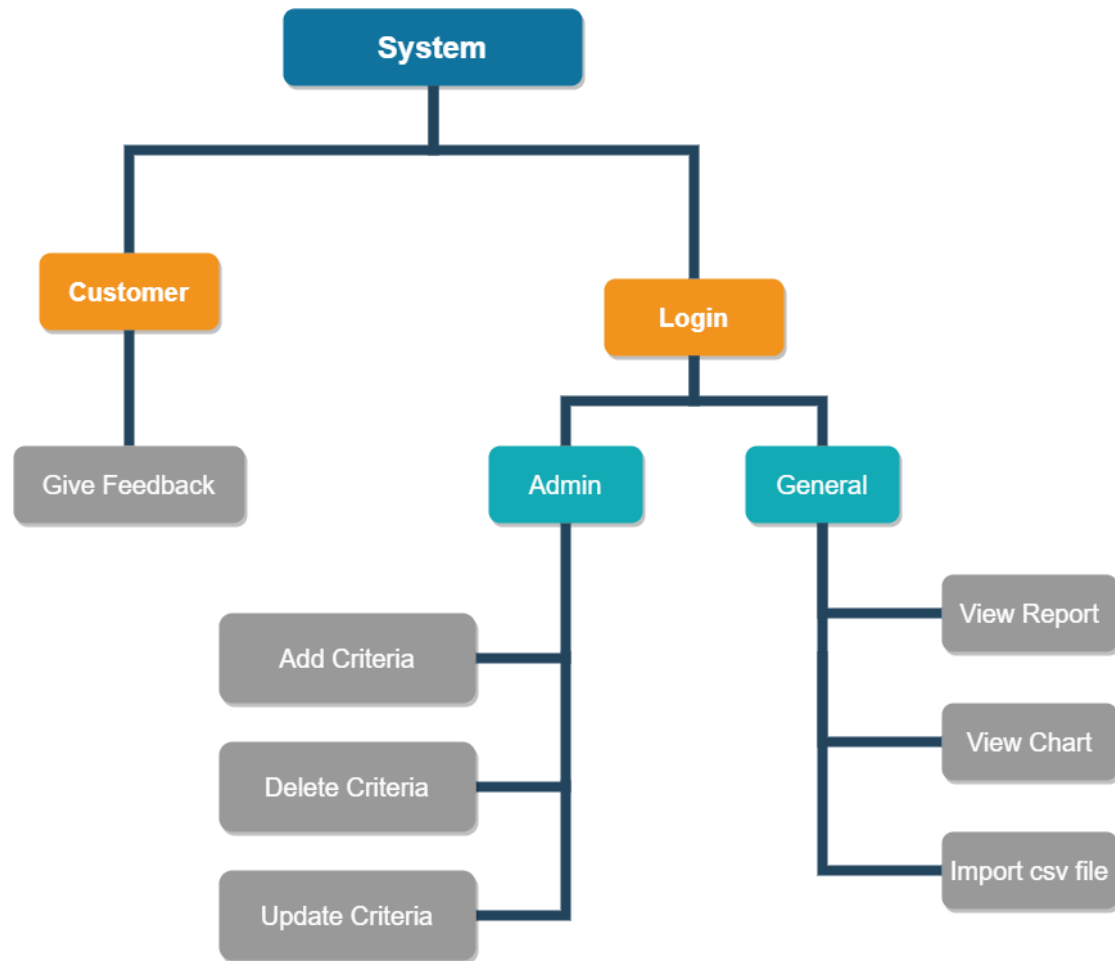 System
Customer
Login
Give Feedback
Admin
General
View Report
Add Criteria
View Chart
Delete Criteria
Import csv file
Update Criteria